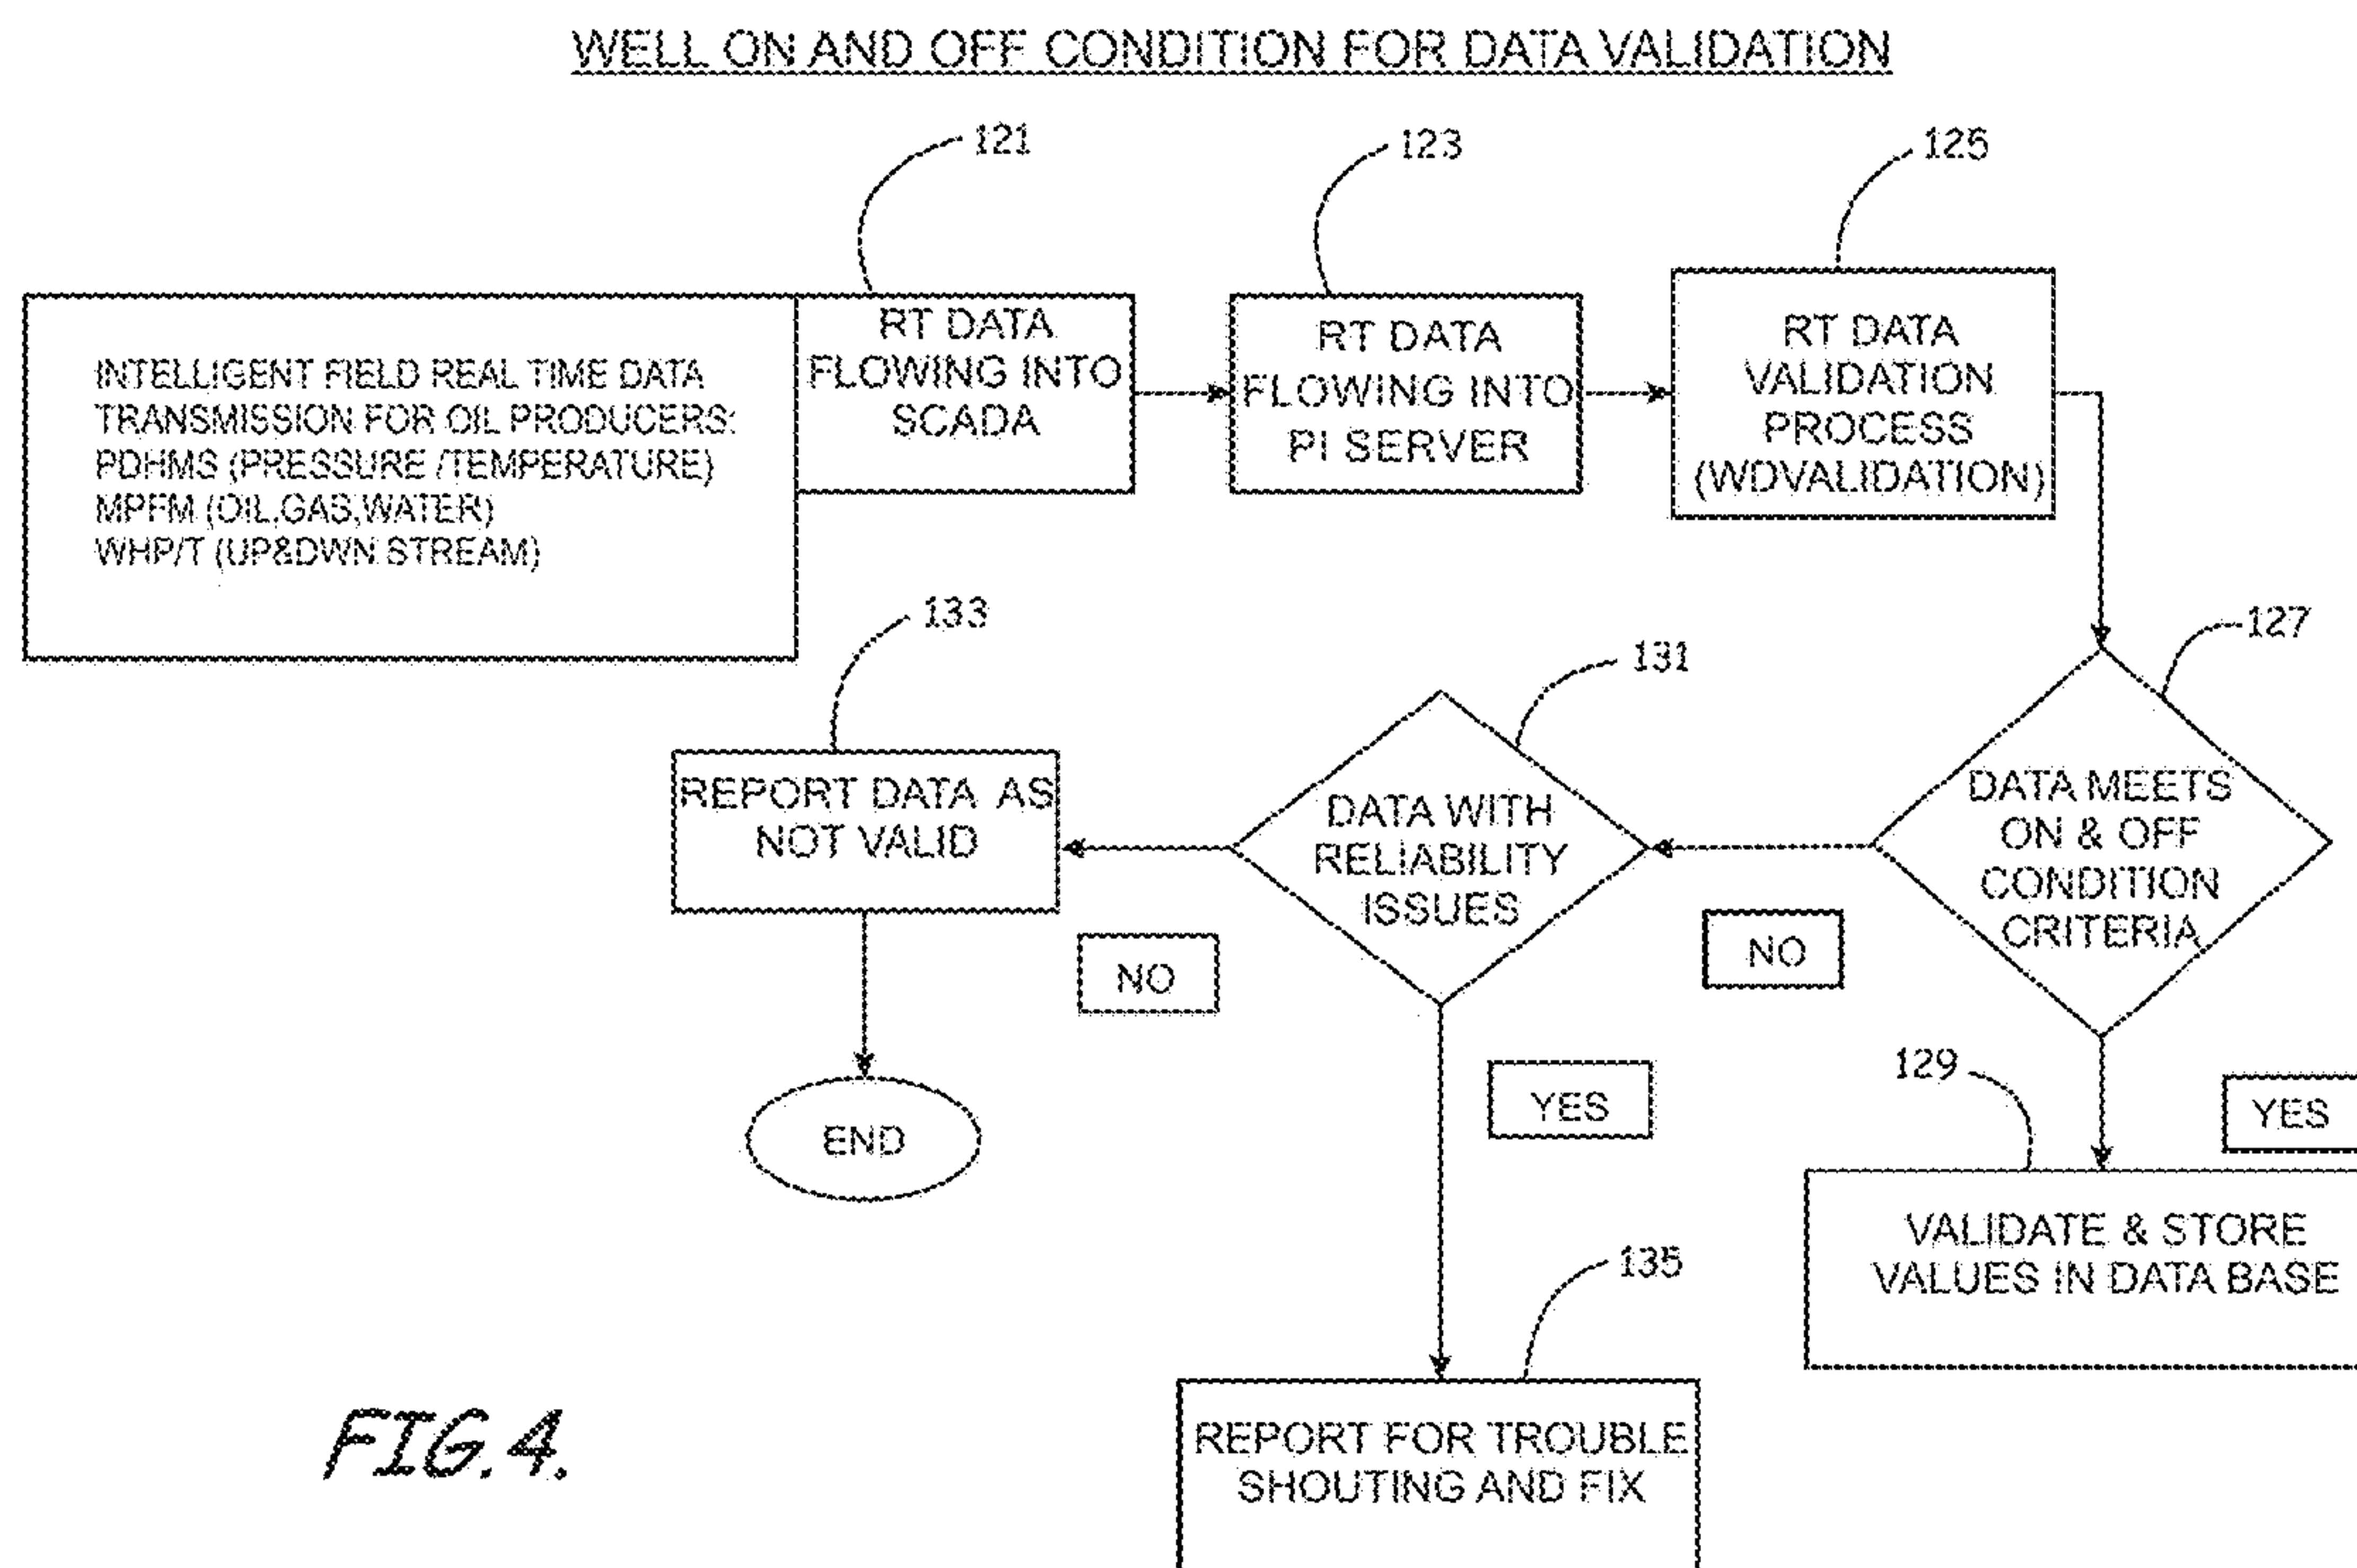 WELL ON AND OFF CONDITION FOR DATA VALIDATION
121
123
125
INTELLIGENT FIELD REAL TIME DATA
TRANSMISSION FOR OIL PRODUCERS:
PDHMS (PRESSURE /TEMPERATURE)
MPFM (OIL,GAS,WATER)
WHP/T (UP&DWN STREAM)
RT DATA
FLOWING INTO
SCADA
RT DATA
FLOWING INTO
PI SERVER
RT DATA
VALIDATION
PROCESS
(WDVALIDATION)
133
131
127
REPORT DATA AS
NOT VALID
DATA WITH
RELIABILITY
ISSUES
DATA MEETS
ON & OFF
CONDITION
CRITERIA
NO
NO
END
YES
129
YES
VALIDATE & STORE
VALUES IN DATA BASE
135
REPORT FOR TROUBLE
SHOUTING AND FIX
FIG. 4.